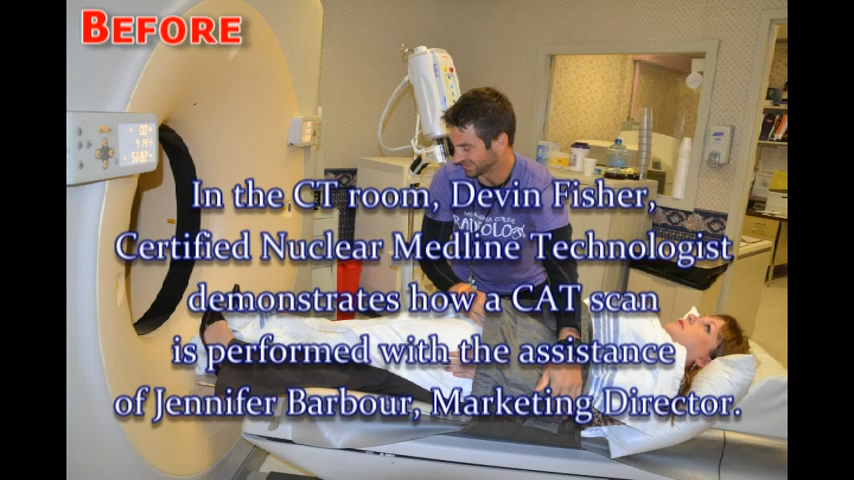 BEFORE
In the CT room, Devin Fisher,
Certified Nuclear Medline Technologist
demonstrates how a CAT scan
is performed with the assistance
of Jennifer Barbour, Marketing Director.
RADIOLOGY